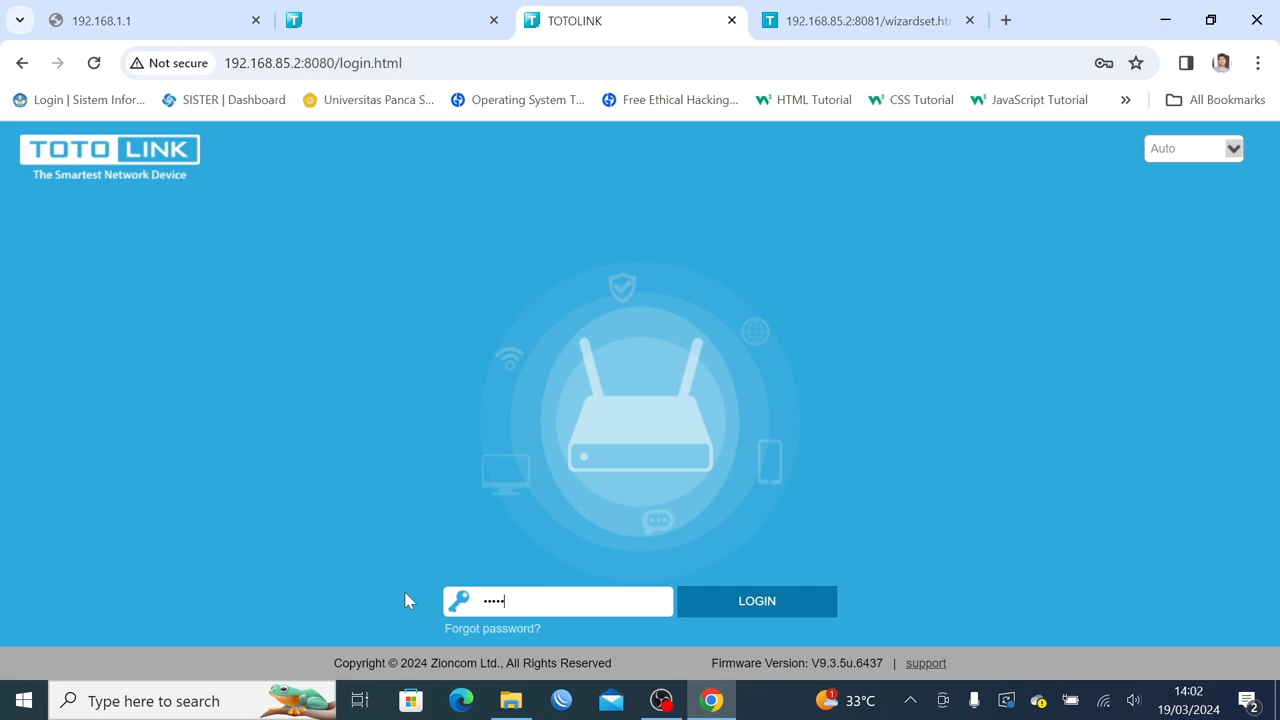 192.168.1.1
TOTOLINK
192.168.85.2:8081/wizardset.ht
Not secure
192.168.85.2:8080/login.html
Login | Sistem Infor...
SISTER | Dashboard
Universitas Panca S...
Operating System T...
Free Ethical Hacking...
HTML Tutorial
CSS Tutorial
JavaScript Tutorial
All Bookmarks
TOTO LINK
The Smartest Network Device
Auto
•••••
LOGIN
Forgot password?
Copyright © 2024 Zioncom Ltd., All Rights Reserved
Firmware Version: V9.3.5u.6437 | support
Type here to search
1
33°C
14:02
19/03/2024
2